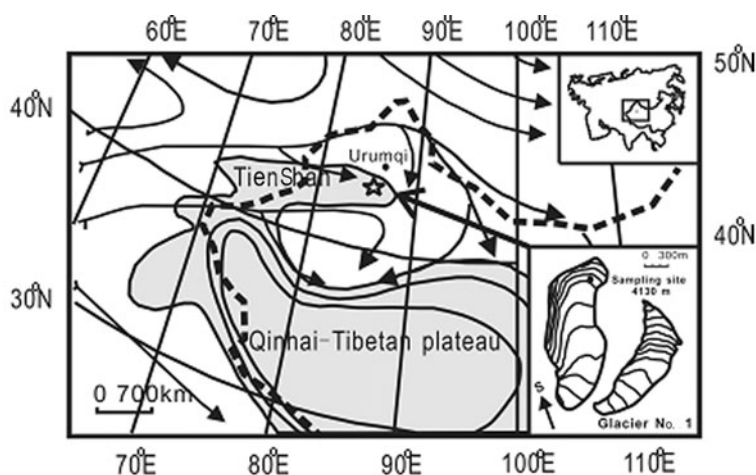 60°E 70°E 80°E 90°E 100°E 110°E
50°N
40°N
Urumqi
TienShan
40°N
0 300m
Sampling site
4130 m
30°N
Qinhai-Tibetan plateau
0 700km
S
Glacier No. 1
70°E 80°E 90°E 100°E 110°E